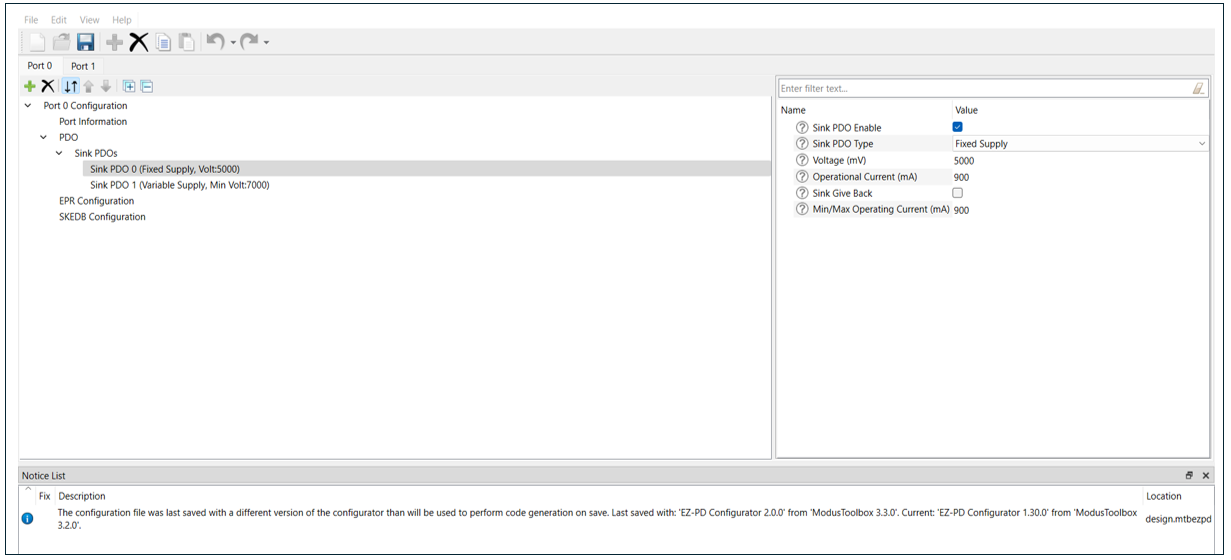 File Edit View Help
Port 0 Port 1
Enter filter text...
Port 0 Configuration
Port Information
PDO
Sink PDOs
Sink PDO 0 (Fixed Supply, Volt:5000)
Sink PDO 1 (Variable Supply, Min Volt:7000)
EPR Configuration
SKEDB Configuration
Name Value
? Sink PDO Enable
? Sink PDO Type Fixed Supply
? Voltage (mV) 5000
? Operational Current (mA) 900
? Sink Give Back
? Min/Max Operating Current (mA) 900
Notice List
Fix Description Location
The configuration file was last saved with a different version of the configurator than will be used to perform code generation on save. Last saved with: 'EZ-PD Configurator 2.0.0' from 'ModusToolbox 3.3.0'. Current: 'EZ-PD Configurator 1.30.0' from 'ModusToolbox
3.2.0'.
design.mtbezpd